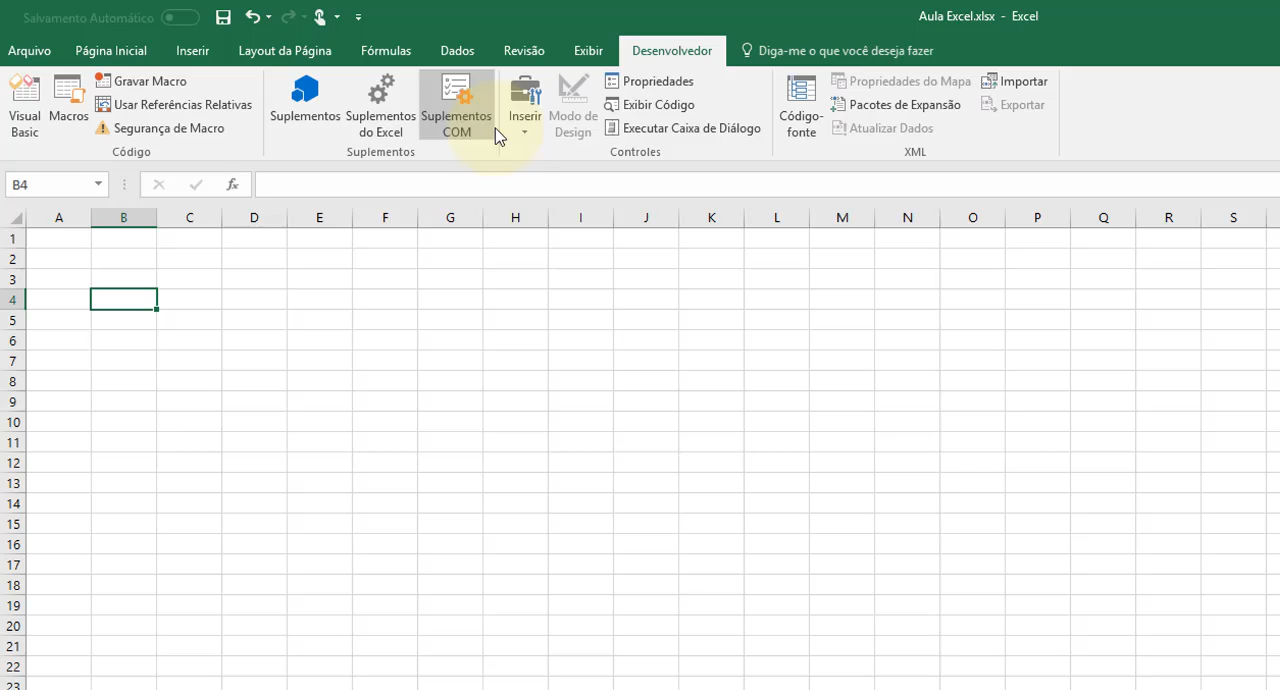 Salvamento Automático
Aula Excel.xlsx - Excel
Arquivo Página Inicial Inserir Layout da Página Fórmulas Dados Revisão Exibir Desenvolvedor Diga-me o que você deseja fazer
Visual Basic
Macros
Gravar Macro
Usar Referências Relativas
Segurança de Macro
Código
Suplementos
Suplementos do Excel
Suplementos COM
Suplementos
Inserir
Modo de Design
Propriedades
Exibir Código
Executar Caixa de Diálogo
Controles
Código-fonte
Propriedades do Mapa
Pacotes de Expansão
Atualizar Dados
Importar
Exportar
XML
B4
fx
A B C D E F G H I J K L M N O P Q R S
1
2
3
4
5
6
7
8
9
10
11
12
13
14
15
16
17
18
19
20
21
22
23